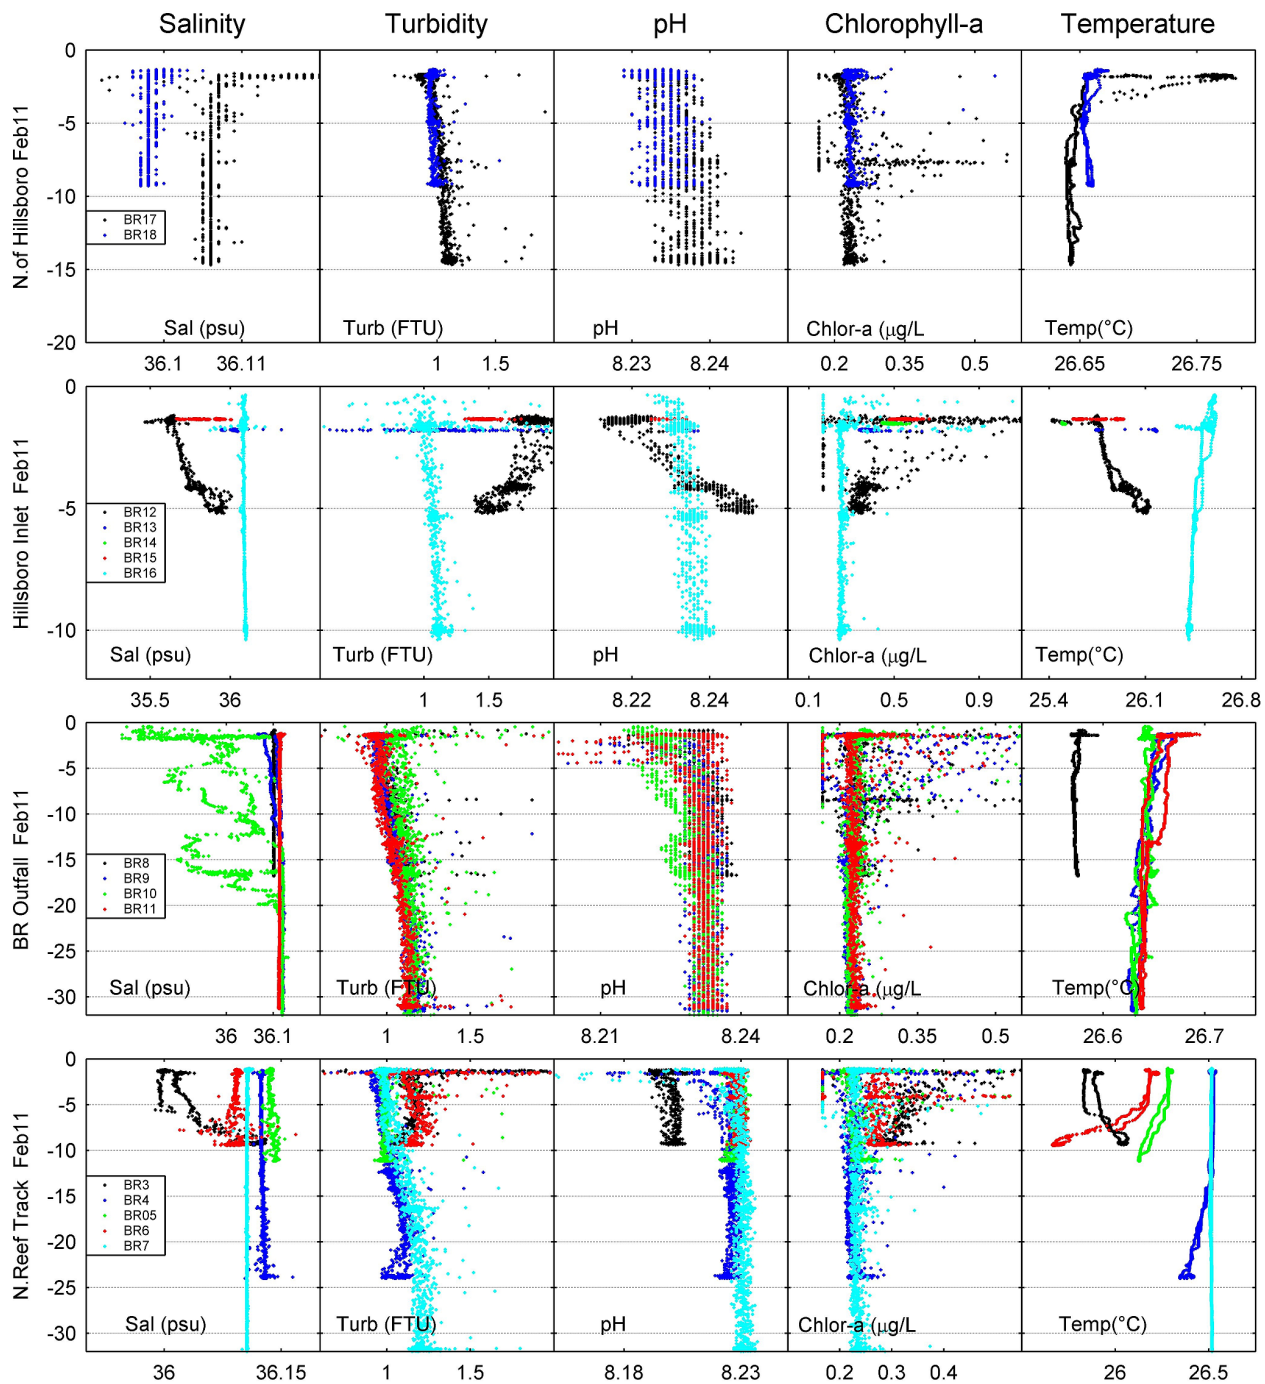 Salinity Turbidity pH Chlorophyll-a Temperature
N.of Hillsboro Feb11
0
-5
-10
-15
-20
BR17
BR18
Sal (psu) Turb (FTU) pH Chlor-a (μg/L Temp(°C)
36.1 36.11 1 1.5 8.23 8.24 0.2 0.35 0.5 26.65 26.75
Hillsboro Inlet Feb11
0
-5
-10
BR12
BR13
BR14
BR15
BR16
Sal (psu) Turb (FTU) pH Chlor-a (μg/L Temp(°C)
35.5 36 1 1.5 8.22 8.24 0.1 0.5 0.9 25.4 26.1 26.8
BR Outfall Feb11
0
-5
-10
-15
-20
-25
-30
BR8
BR9
BR10
BR11
Sal (psu) Turb (FTU) pH Chlor-a (μg/L Temp(°C)
36 36.1 1 1.5 8.21 8.24 0.2 0.35 0.5 26.6 26.7
N.Reef Track Feb11
0
-5
-10
-15
-20
-25
-30
BR3
BR4
BR05
BR6
BR7
Sal (psu) Turb (FTU) pH Chlor-a (μg/L Temp(°C)
36 36.15 1 1.5 8.18 8.23 0.2 0.3 0.4 26 26.5